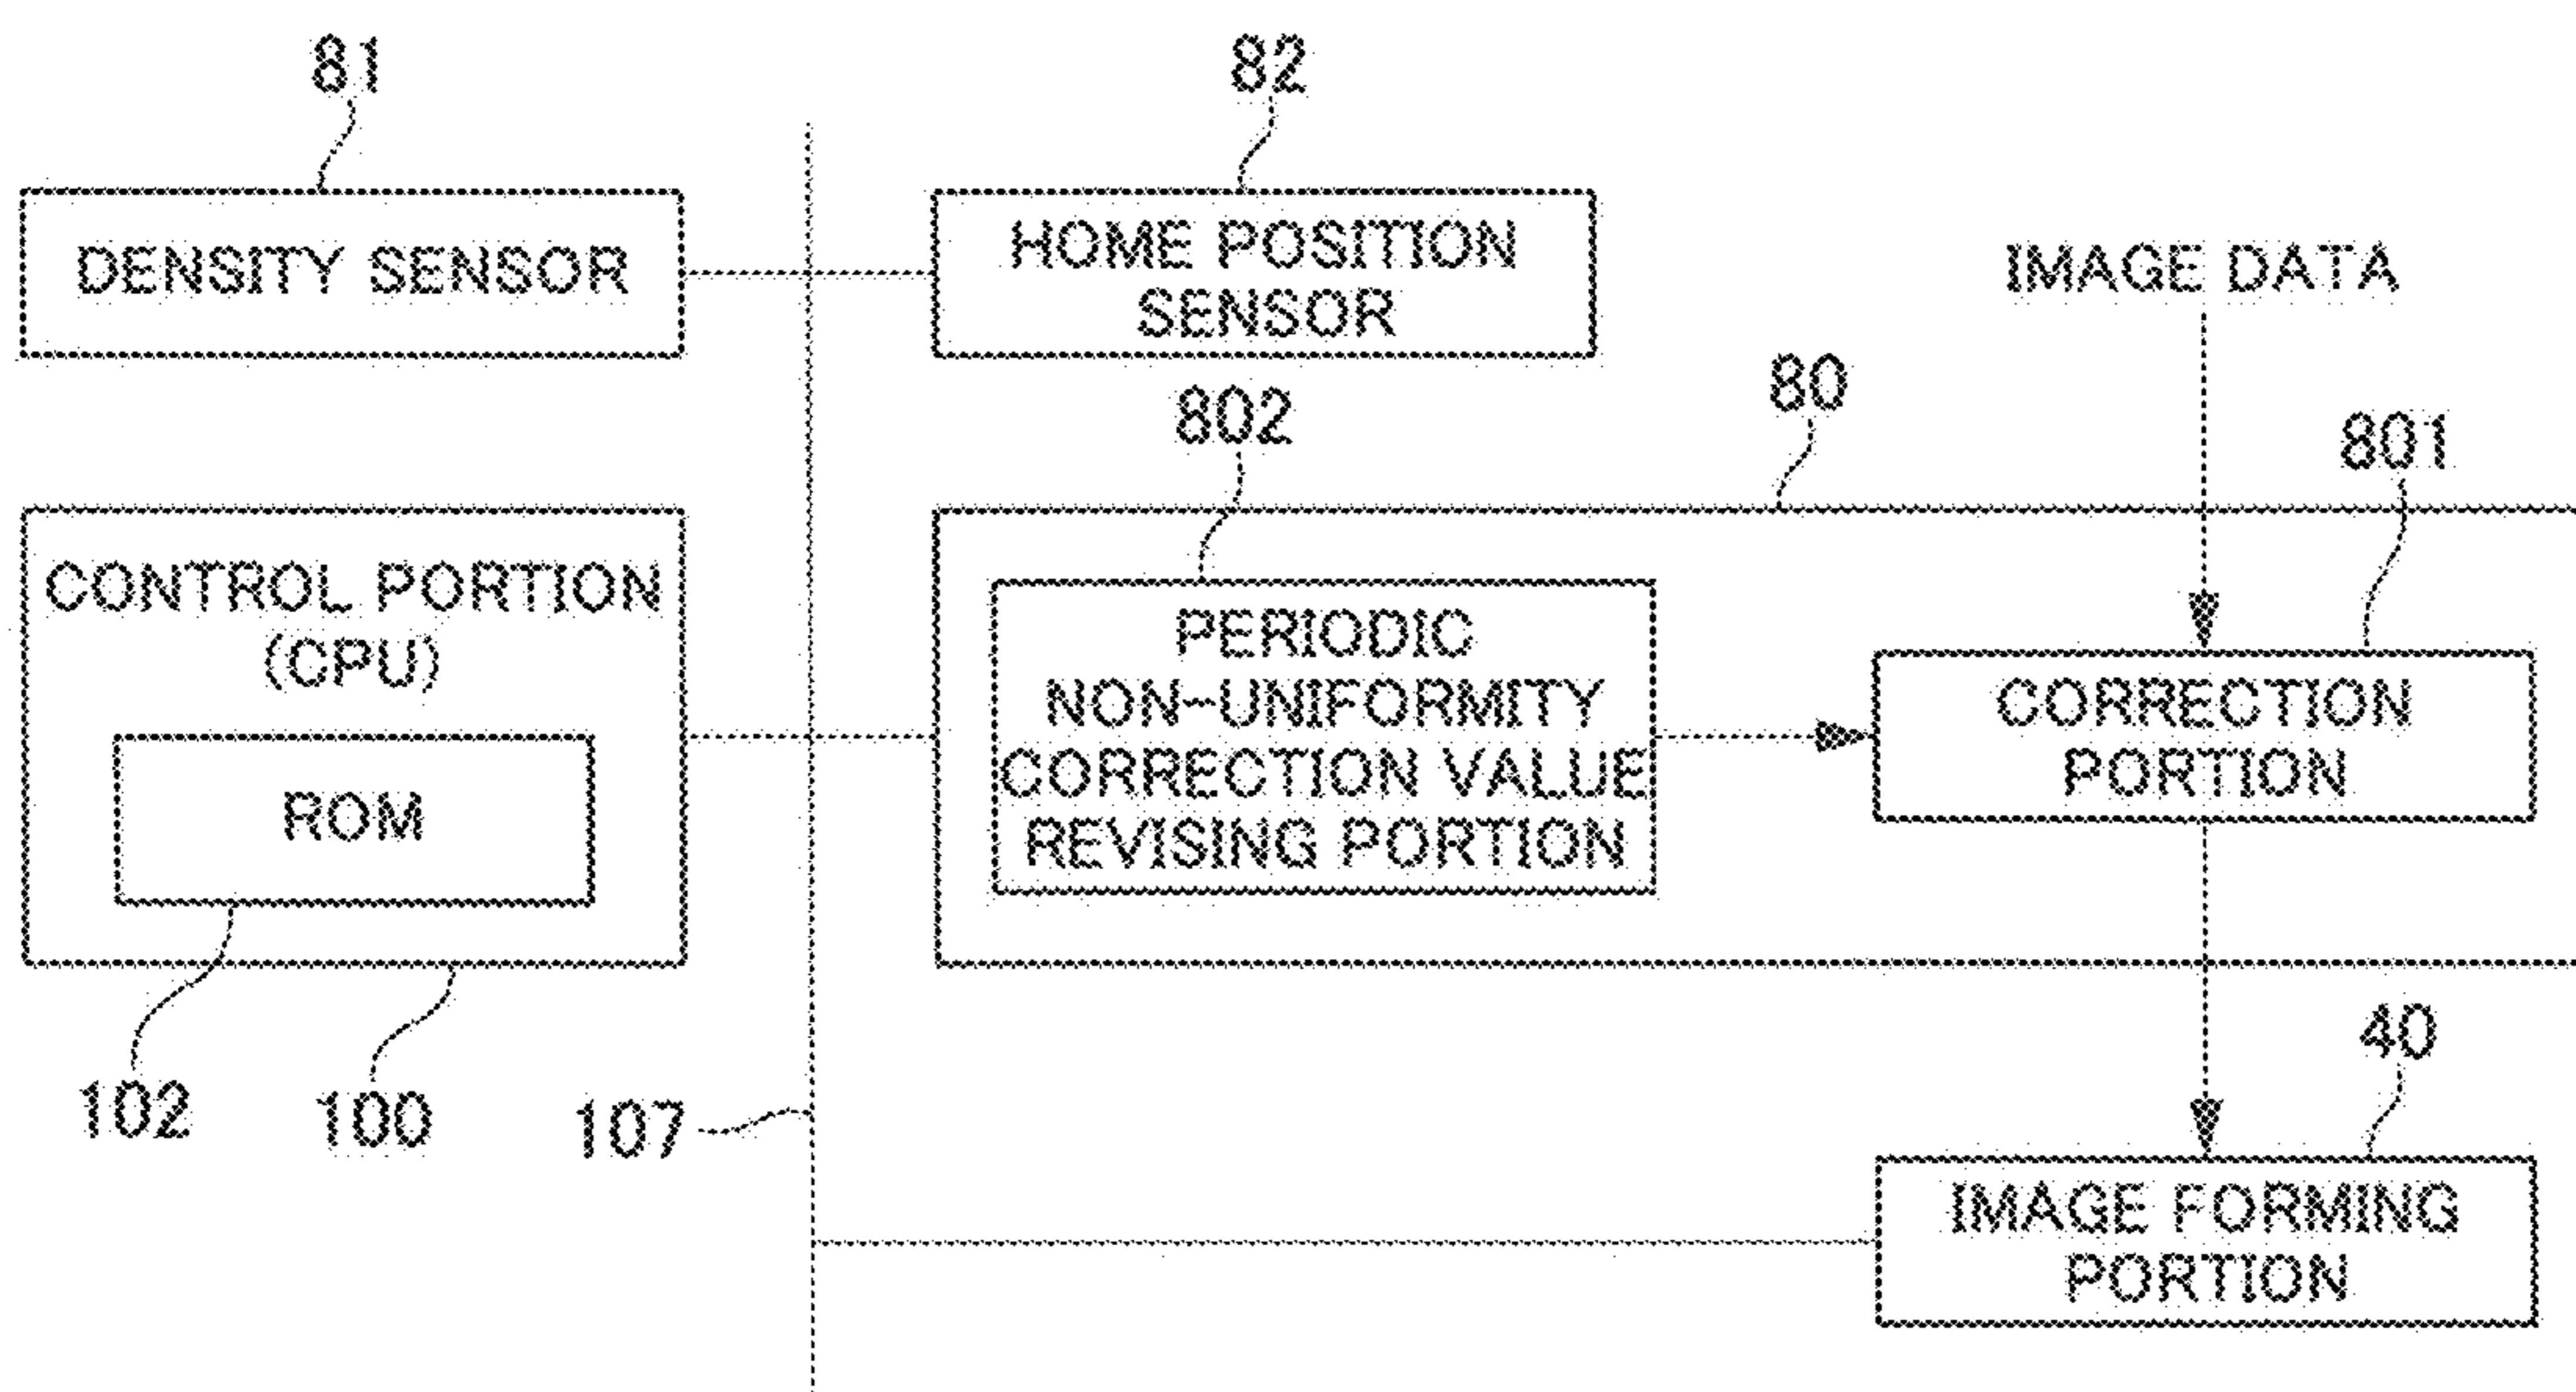 81
82
DENSITY SENSOR
HOME POSITION
SENSOR
IMAGE DATA
802
80
801
CONTROL PORTION
(CPU)
ROM
PERIODIC
NON-UNIFORMITY
CORRECTION VALUE
REVISING PORTION
CORRECTION
PORTION
102
100
107
40
IMAGE FORMING
PORTION